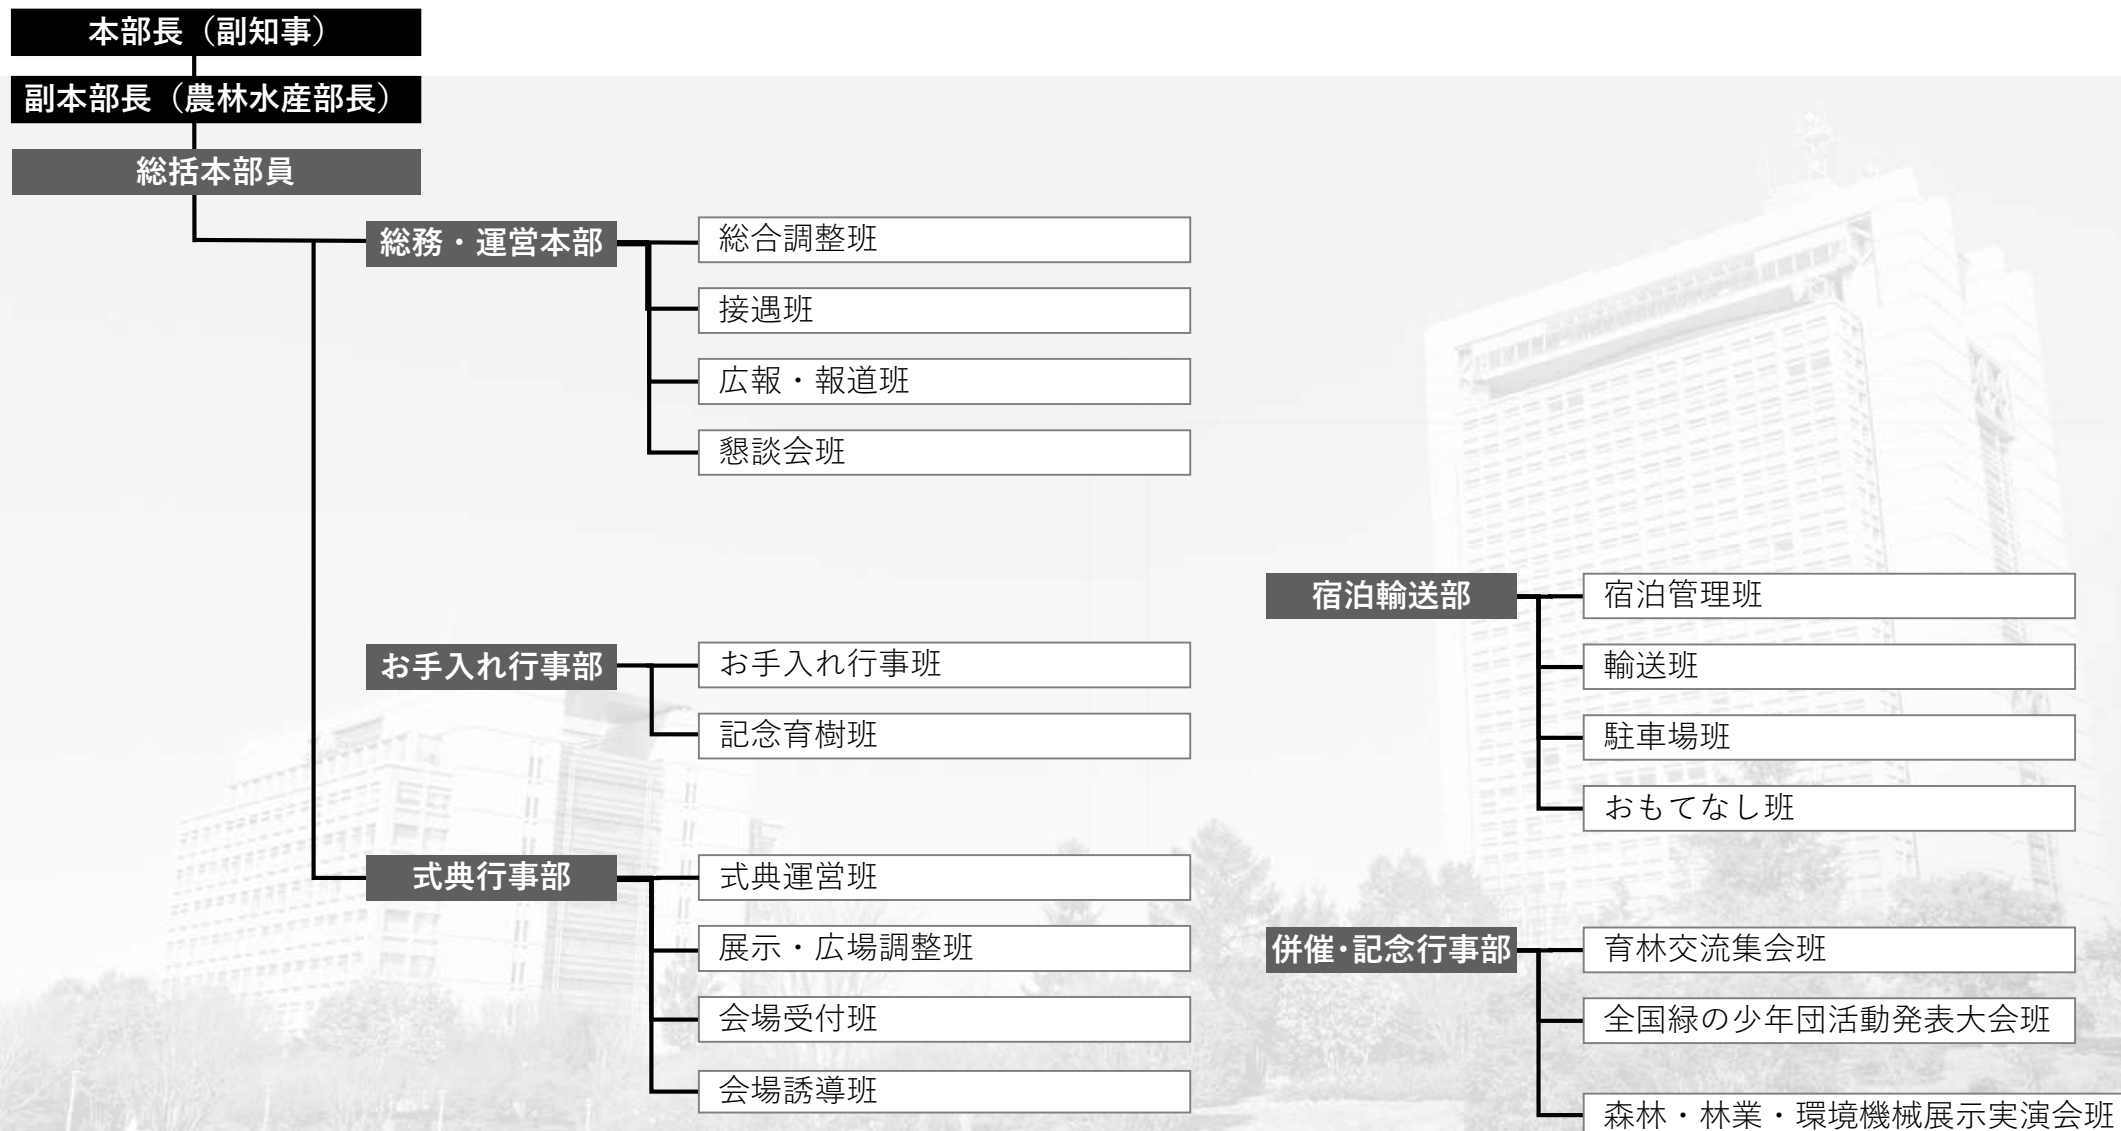 本部長（副知事）
副本部長（農林水産部長）
総括本部員
総務・運営本部
総合調整班
接遇班
広報・報道班
懇談会班
お手入れ行事部
お手入れ行事班
記念育樹班
式典行事部
式典運営班
展示・広場調整班
会場受付班
会場誘導班
宿泊輸送部
宿泊管理班
輸送班
駐車場班
おもてなし班
併催・記念行事部
育林交流集会班
全国緑の少年団活動発表大会班
森林・林業・環境機械展示実演会班